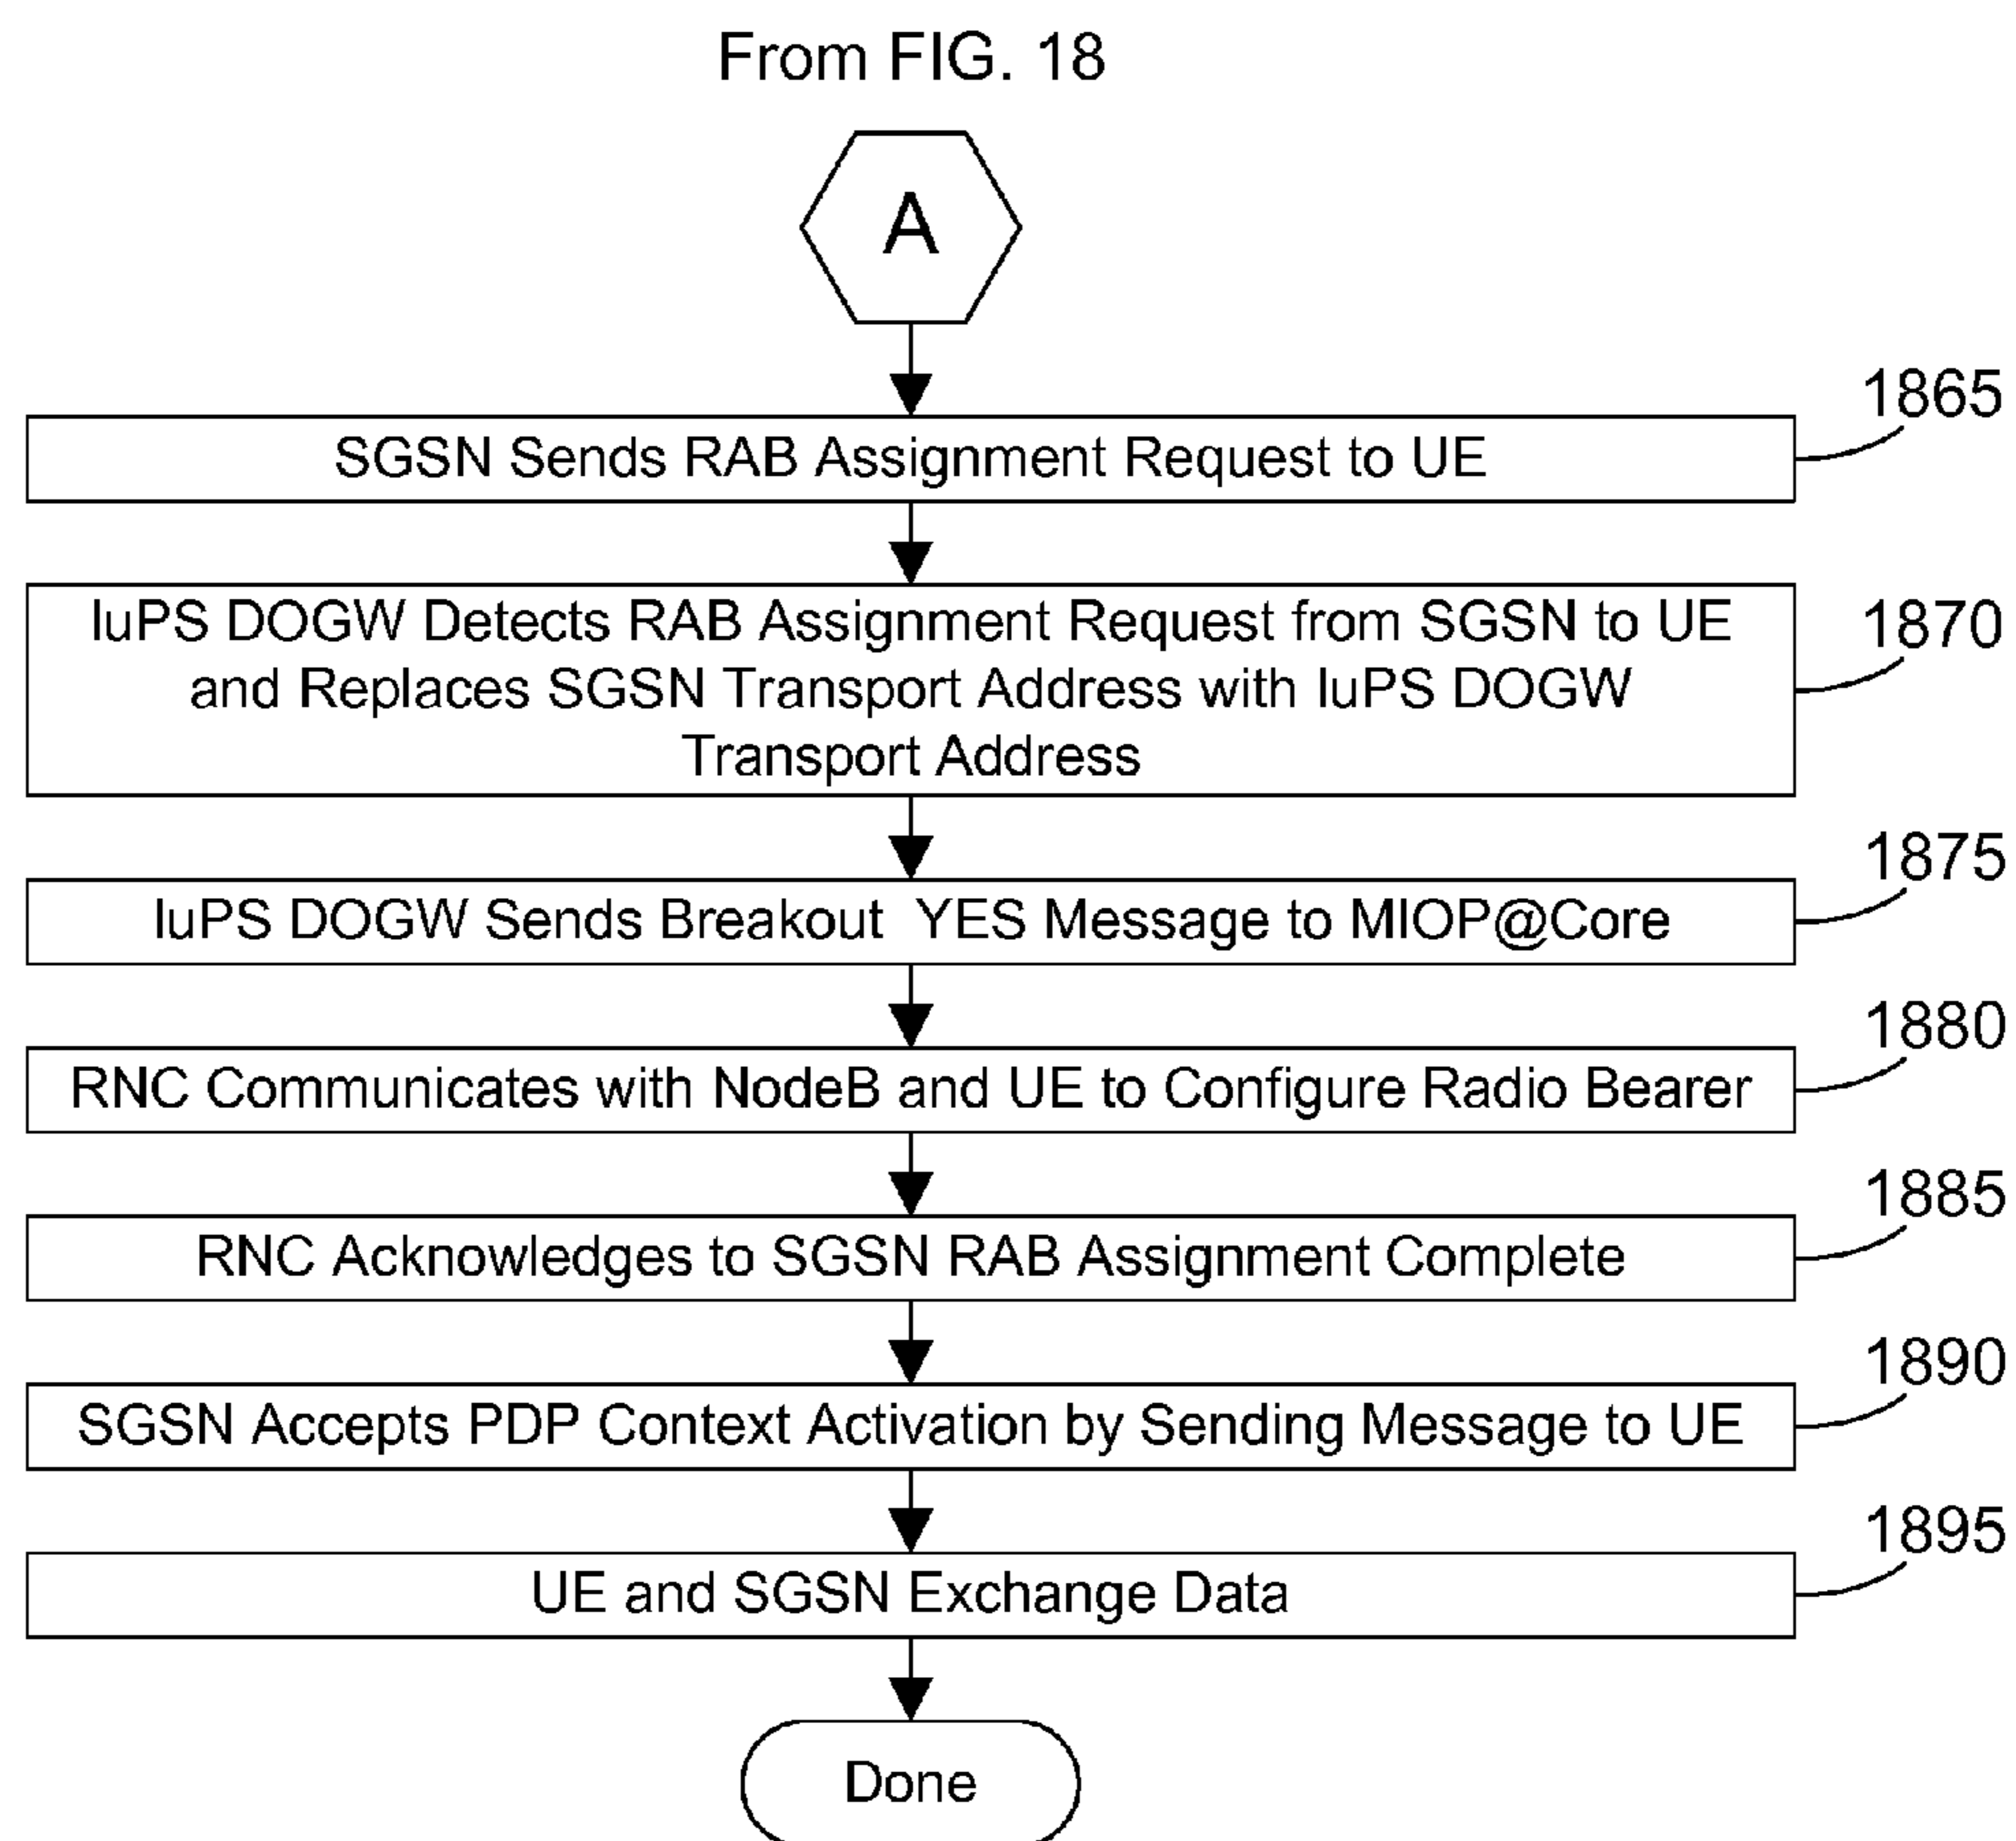 From FIG. 18
A
1865
SGSN Sends RAB Assignment Request to UE
1870
IuPS DOGW Detects RAB Assignment Request from SGSN to UE
and Replaces SGSN Transport Address with IuPS DOGW
Transport Address
1875
IuPS DOGW Sends Breakout YES Message to MIOP@Core
1880
RNC Communicates with NodeB and UE to Configure Radio Bearer
1885
RNC Acknowledges to SGSN RAB Assignment Complete
1890
SGSN Accepts PDP Context Activation by Sending Message to UE
1895
UE and SGSN Exchange Data
Done